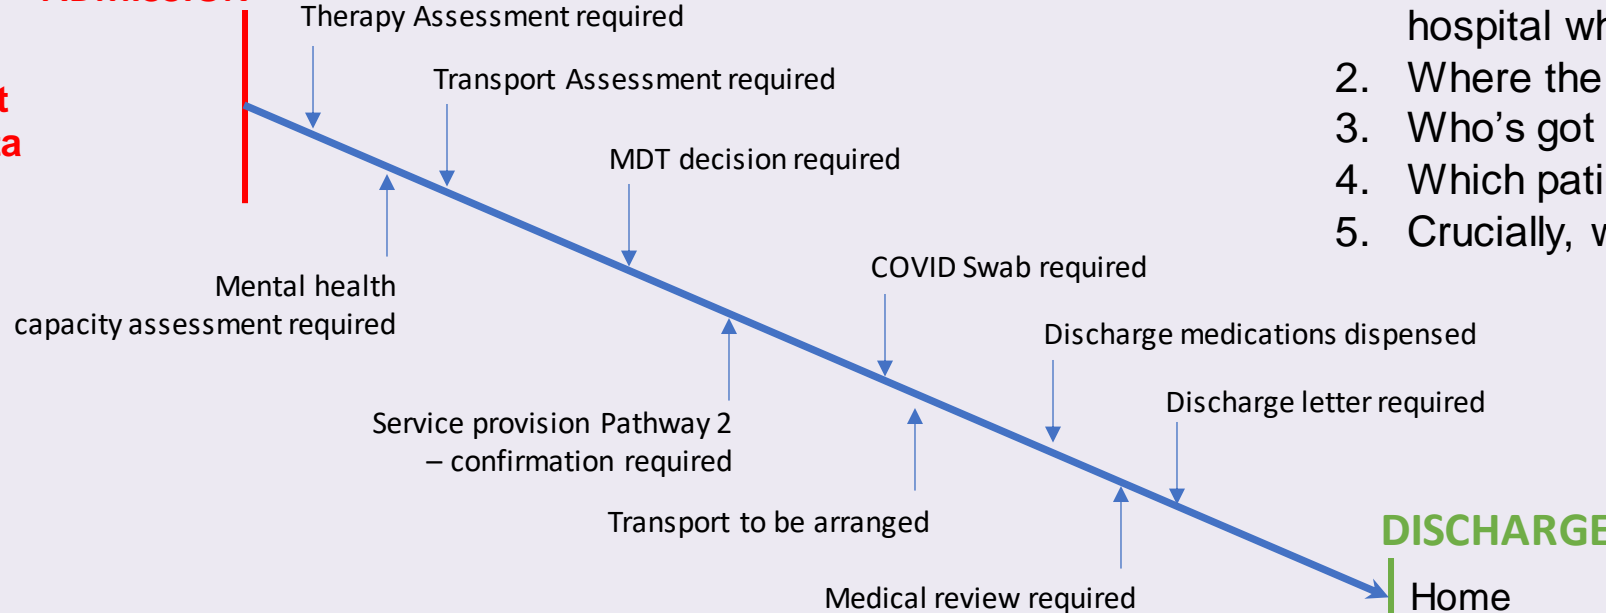 ADMISSION
Therapy Assessment required
Transport Assessment required
MDT decision required
Mental health
capacity assessment required
COVID Swab required
Discharge medications dispensed
Service provision Pathway 2
– confirmation required
Discharge letter required
Transport to be arranged
Medical review required
DISCHARGE
Home
hospital
2. Where the
3. Who's got
4. Which
5. Crucially,